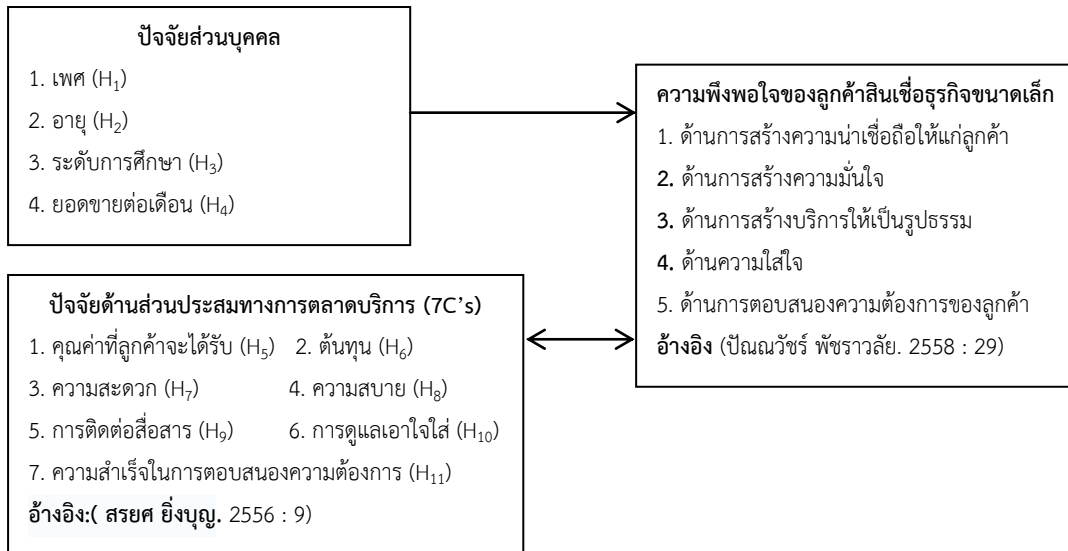 ปัจจัยส่วนบุคคล
1. เพศ (H₁)
2. อายุ (H₂)
3. ระดับการศึกษา (H₃)
4. ยอดขายต่อเดือน (H₄)
ความพึงพอใจของลูกค้าสินเชื่อธุรกิจขนาดเล็ก
1. ด้านการสร้างความน่าเชื่อถือให้แก่ลูกค้า
2. ด้านการสร้างความมั่นใจ
3. ด้านการสร้างบริการให้เป็นรูปธรรม
4. ด้านความใส่ใจ
5. ด้านการตอบสนองความต้องการของลูกค้า
อ้างอิง (ปัณณวัชร์ พัชราวลัย. 2558 : 29)
ปัจจัยด้านส่วนประสมทางการตลาดบริการ (7C's)
1. คุณค่าที่ลูกค้าจะได้รับ (H₅) 2. ต้นทุน (H₆)
3. ความสะดวก (H₇) 4. ความสบาย (H₈)
5. การติดต่อสื่อสาร (H₉) 6. การดูแลเอาใจใส่ (H₁₀)
7. ความสำเร็จในการตอบสนองความต้องการ (H₁₁)
อ้างอิง:( สรยศ ยิ่งบุญ. 2556 : 9)